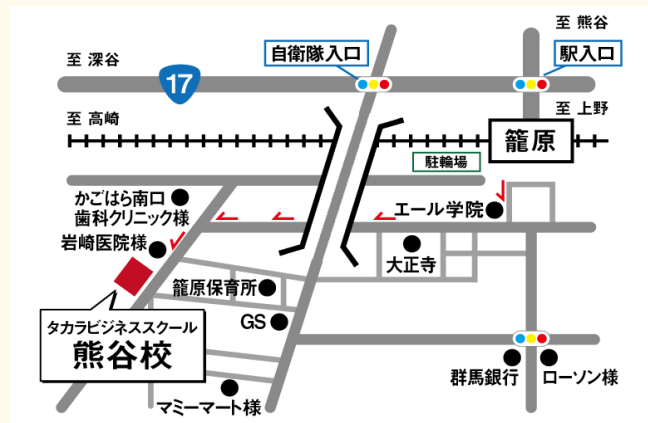 至 熊谷
自衛隊入口
駅入口
至 深谷
17
至 高崎
至 上野
籠原
駐輪場
かごはら南口
歯科クリニック様
エール学院
岩崎医院様
大正寺
籠原保育所
タカラビジネススクール
熊谷校
GS
群馬銀行
ローソン様
マミーマート様